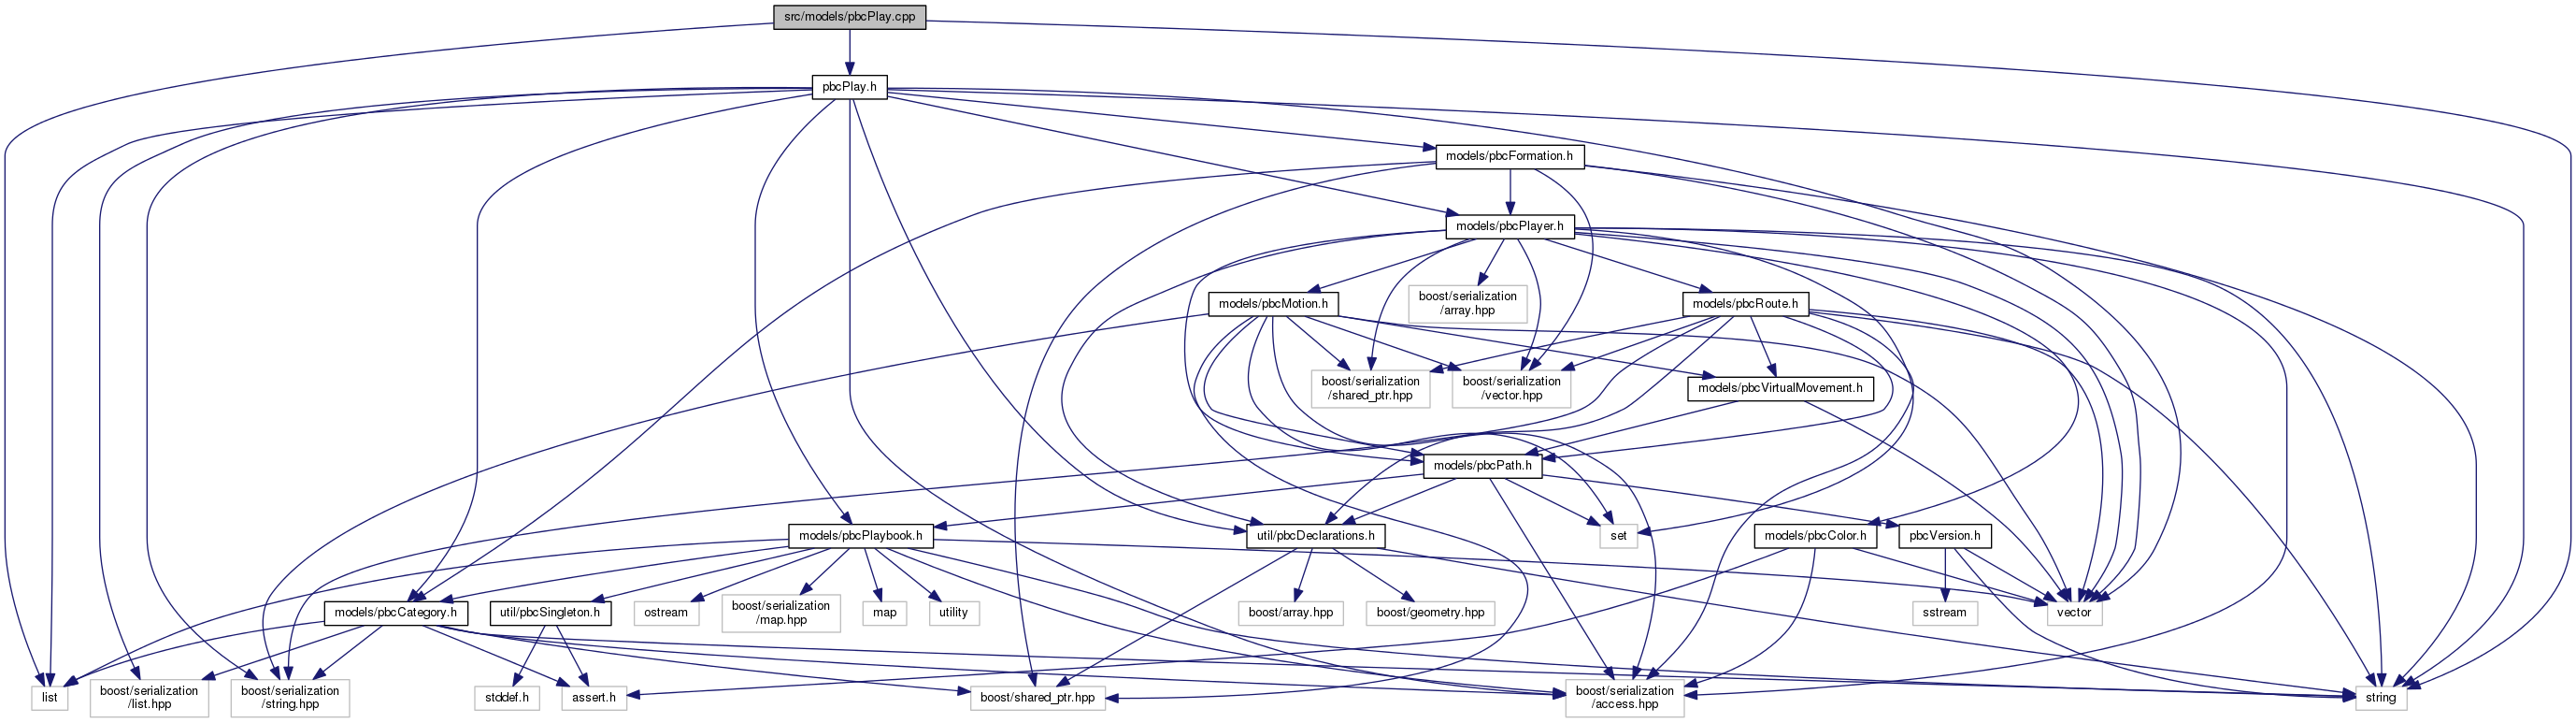 src/models/pbcPlay.cpp
pbcPlay.h
models/pbcFormation.h
models/pbcPlayer.h
models/pbcMotion.h
boost/serialization
/array.hpp
models/pbcRoute.h
boost/serialization
/shared_ptr.hpp
boost/serialization
/vector.hpp
models/pbcVirtualMovement.h
models/pbcPath.h
models/pbcPlaybook.h
util/pbcDeclarations.h
set
models/pbcColor.h
pbcVersion.h
models/pbcCategory.h
util/pbcSingleton.h
ostream
boost/serialization
/map.hpp
map
utility
boost/array.hpp
boost/geometry.hpp
sstream
vector
list
boost/serialization
/list.hpp
boost/serialization
/string.hpp
stddef.h
assert.h
boost/shared_ptr.hpp
boost/serialization
/access.hpp
string